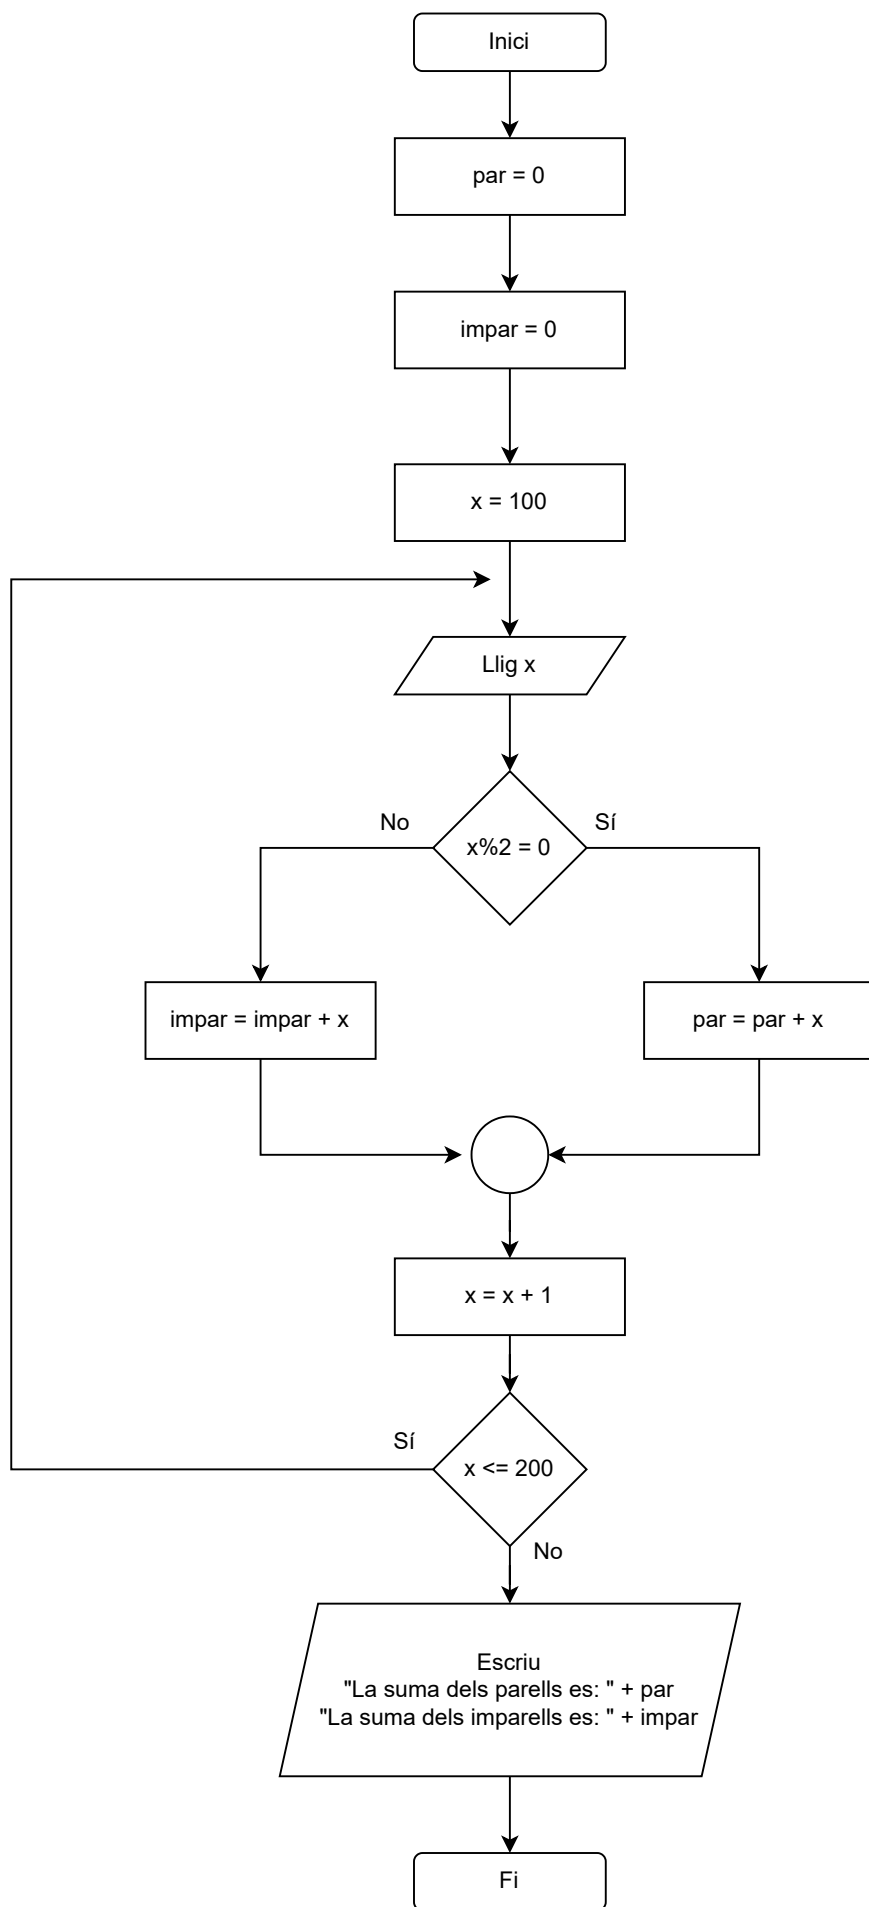 Inici
par = 0
impar = 0
x = 100
Llig x
No
Sí
x%2 = 0
impar = impar + x
par = par + x
x = x + 1
Sí
x <= 200
No
Escriu
"La suma dels parells es: " + par
"La suma dels imparells es: " + impar
Fi